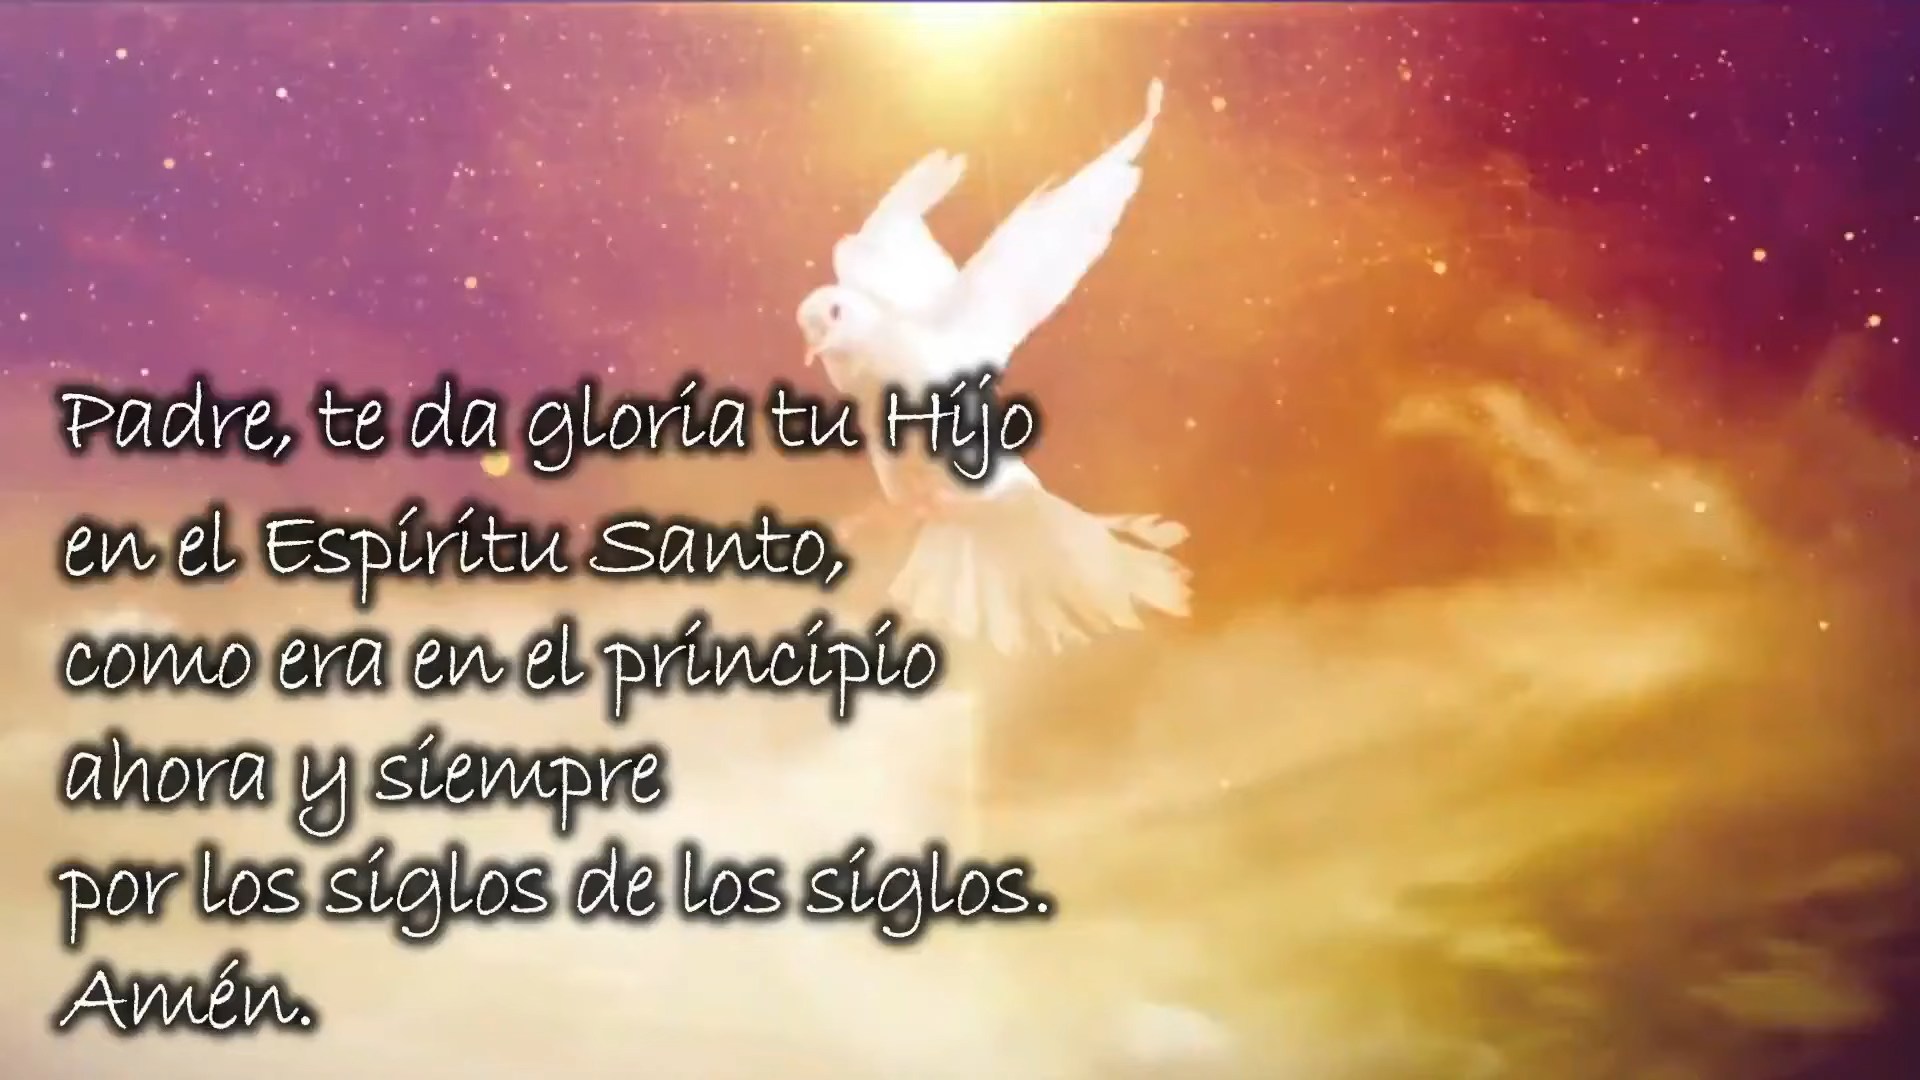 Padre, te da gloria tu Hijo
en el Espíritu Santo,
como era en el principio
ahora y siempre
por los siglos de los siglos.
Amén.